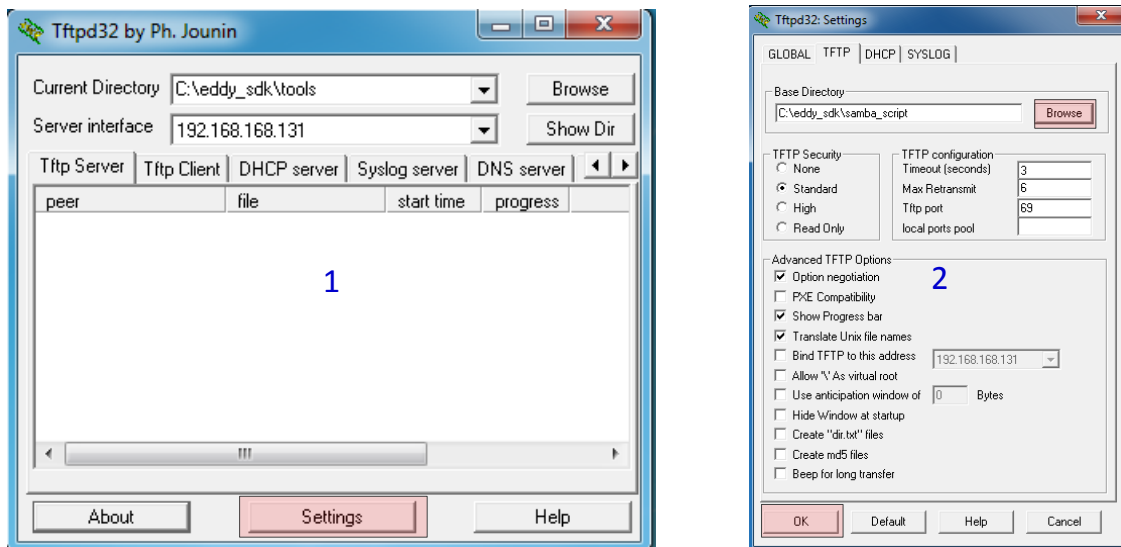 Tftpd32 by Ph. Jounin
Current Directory C:\eddy_sdk\tools Browse
Server interface 192.168.168.131 Show Dir
Tftp Server Tftp Client DHCP server Syslog server DNS server
peer file start time progress
1
About Settings Help
Tftpd32: Settings
GLOBAL TFTP DHCP SYSLOG
Base Directory
C:\eddy_sdk\samba_script Browse
TFTP Security
None
Standard
High
Read Only
TFTP configuration
Timeout (seconds) 3
Max Retransmit 6
Tftp port 69
local ports pool
Advanced TFTP Options
Option negotiation
2
PXE Compatibility
Show Progress bar
Translate Unix file names
Bind TFTP to this address 192.168.168.131
Allow '\' As virtual root
Use anticipation window of 0 Bytes
Hide Window at startup
Create "dir.txt" files
Create md5 files
Beep for long transfer
OK Default Help Cancel